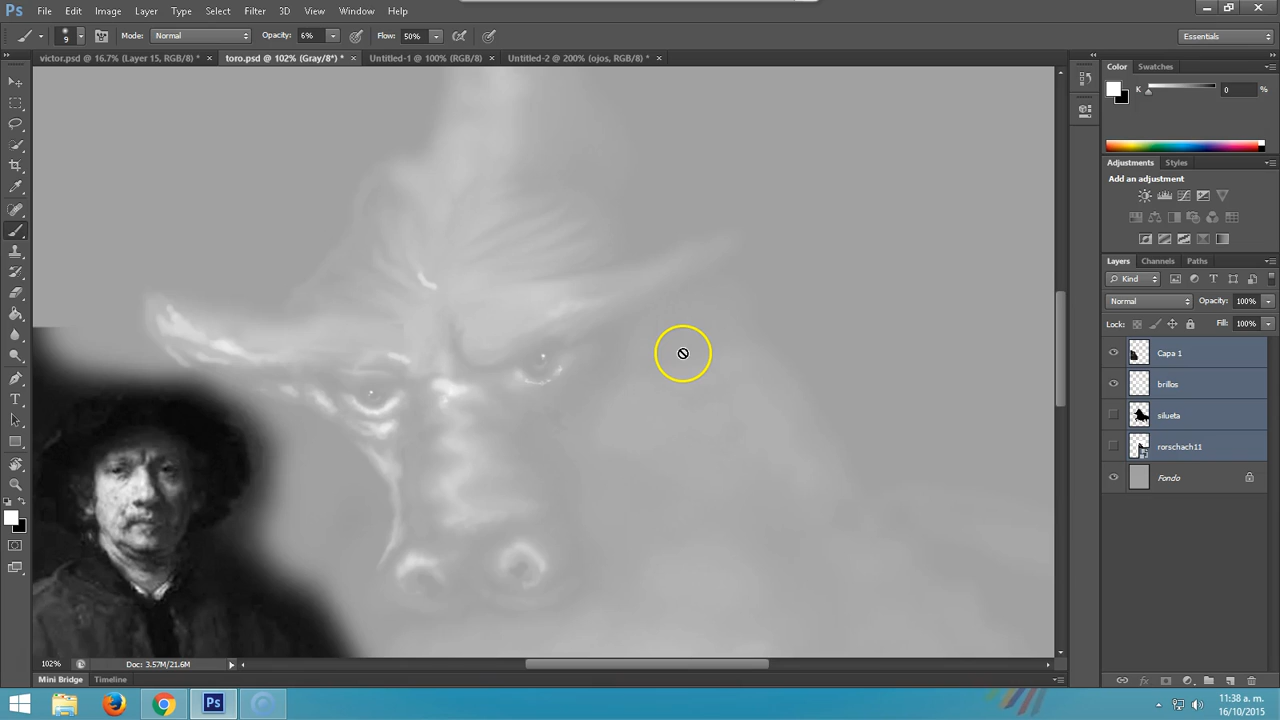 Ps File Edit Image Layer Type Select Filter 3D View Window Help
9 Mode: Normal Opacity: 6% Flow: 50% Essentials
victor.psd @ 16.7% (Layer 15, RGB/8) * × toro.psd @ 102% (Gray/8*) * × Untitled-1 @ 100% (RGB/8) × Untitled-2 @ 200% (ojos, RGB/8) * ×
Color Swatches
K 0 %
Adjustments Styles
Add an adjustment
Layers Channels Paths
Kind
Normal Opacity: 100%
Lock: Fill: 100%
Capa 1
brillos
silueta
rorschach11
Fondo
102% Doc: 3.57M/21.6M
Mini Bridge Timeline
Ps
11:38 a. m.
16/10/2015